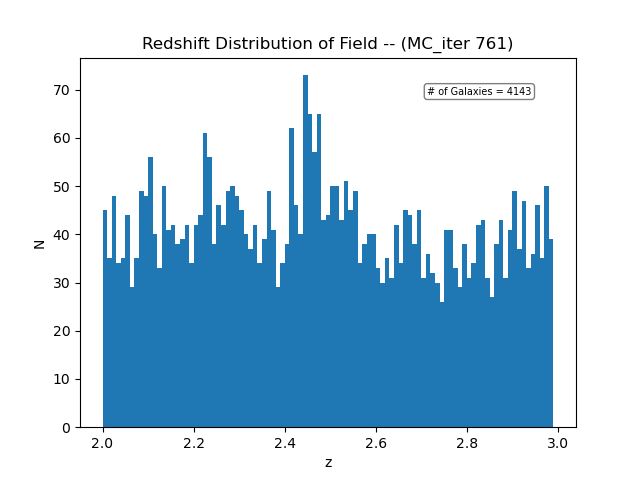 Redshift Distribution of Field -- (MC_iter 761)
# of Galaxies = 4143
70
60
50
40
30
20
10
0
N
2.0 2.2 2.4 2.6 2.8 3.0
z